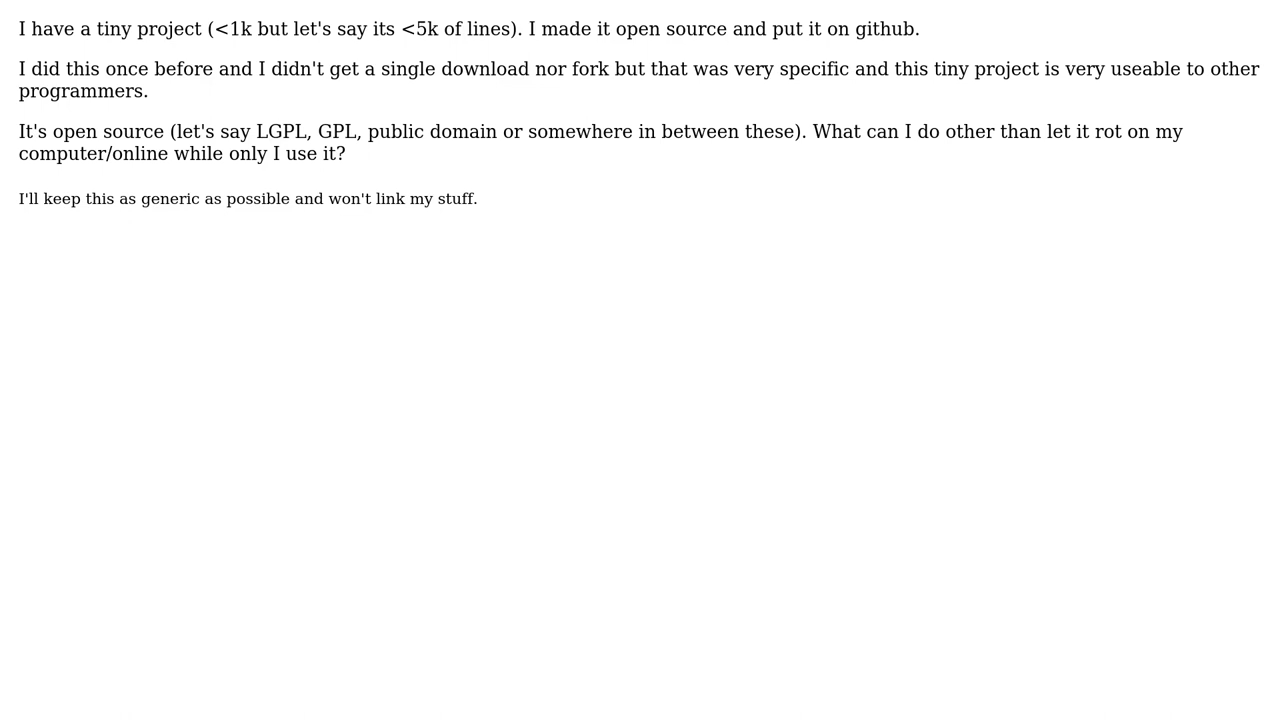 I have a tiny project (<1k but let's say its <5k of lines). I made it open source and put it on github.
I did this once before and I didn't get a single download nor fork but that was very specific and this tiny project is very useable to other
programmers.
It's open source (let's say LGPL, GPL, public domain or somewhere in between these). What can I do other than let it rot on my
computer/online while only I use it?
I'll keep this as generic as possible and won't link my stuff.